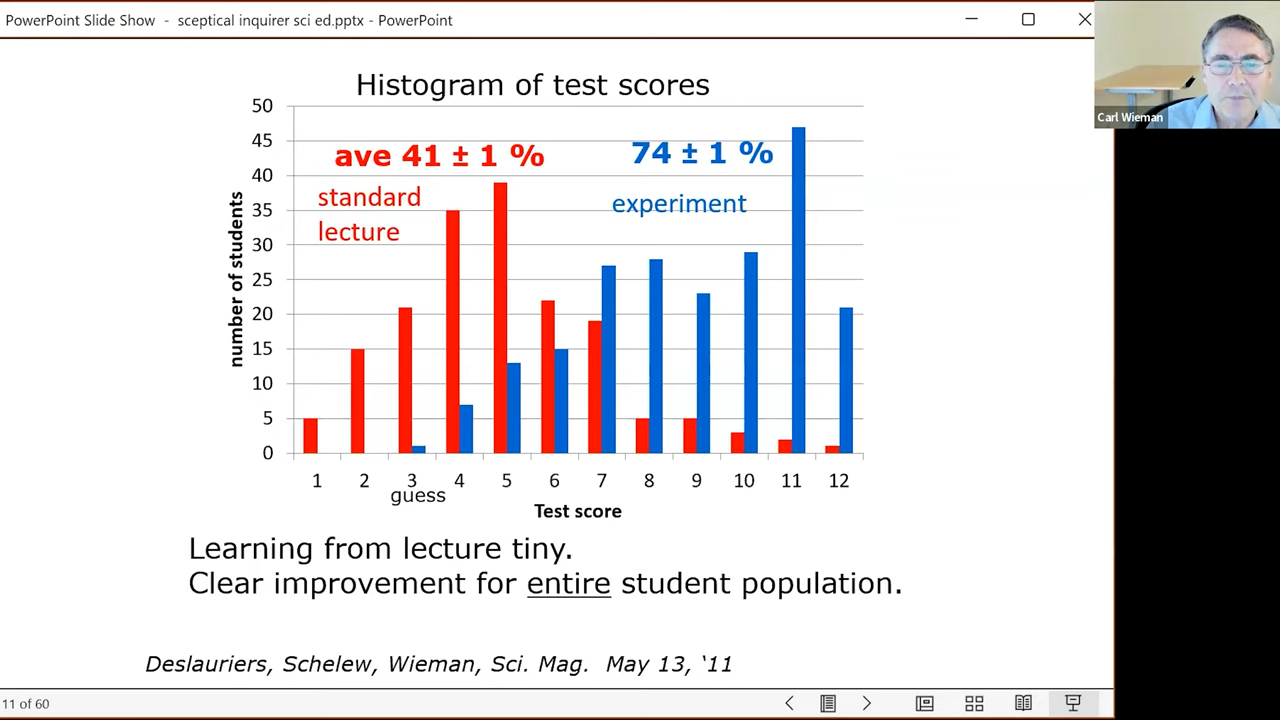 PowerPoint Slide Show - sceptical inquirer sci ed.pptx - PowerPoint
Carl Wieman
Histogram of test scores
50
45
40
35
30
25
20
15
10
5
0
number of students
ave 41 ± 1 %
74 ± 1 %
standard
lecture
experiment
1 2 3 4 5 6 7 8 9 10 11 12
guess
Test score
Learning from lecture tiny.
Clear improvement for entire student population.
Deslauriers, Schelew, Wieman, Sci. Mag. May 13, ‘11
11 of 60